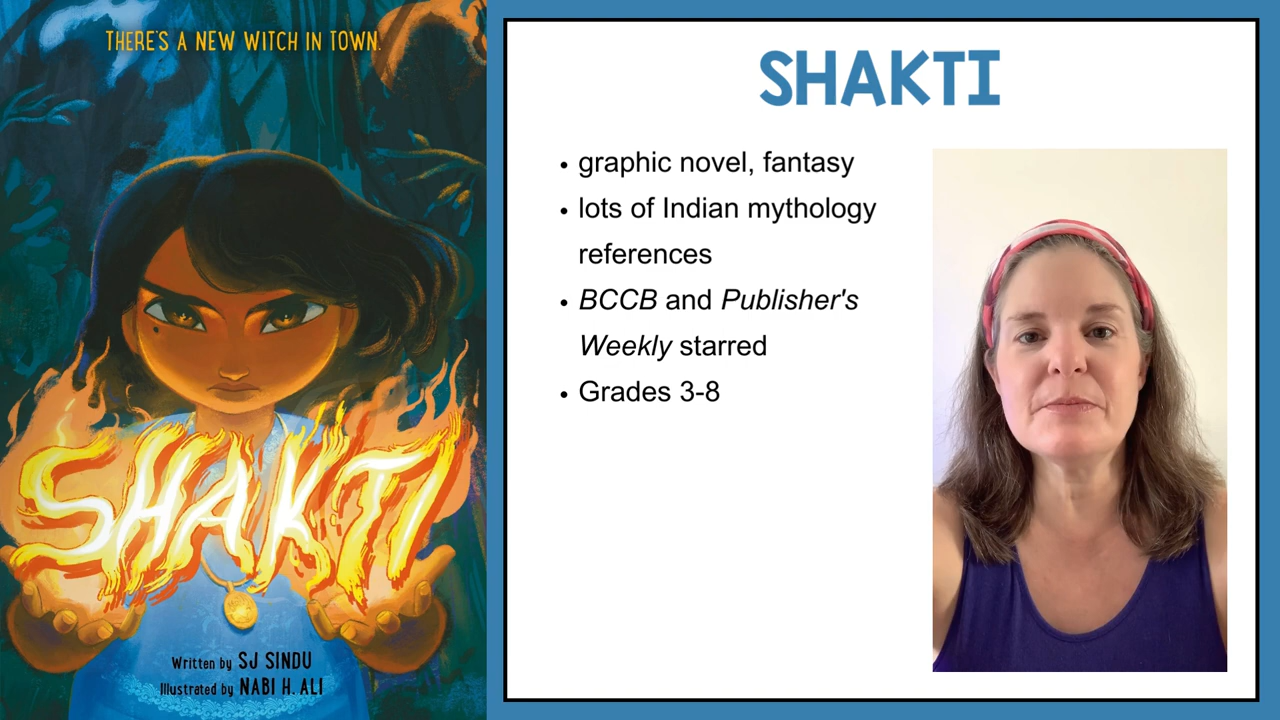 THERE'S A NEW WITCH IN TOWN.
SHAKTI
Written by SJ SINDU
Illustrated by NABI H. ALI
SHAKTI
• graphic novel, fantasy
• lots of Indian mythology
references
• BCCB and Publisher's
Weekly starred
• Grades 3-8